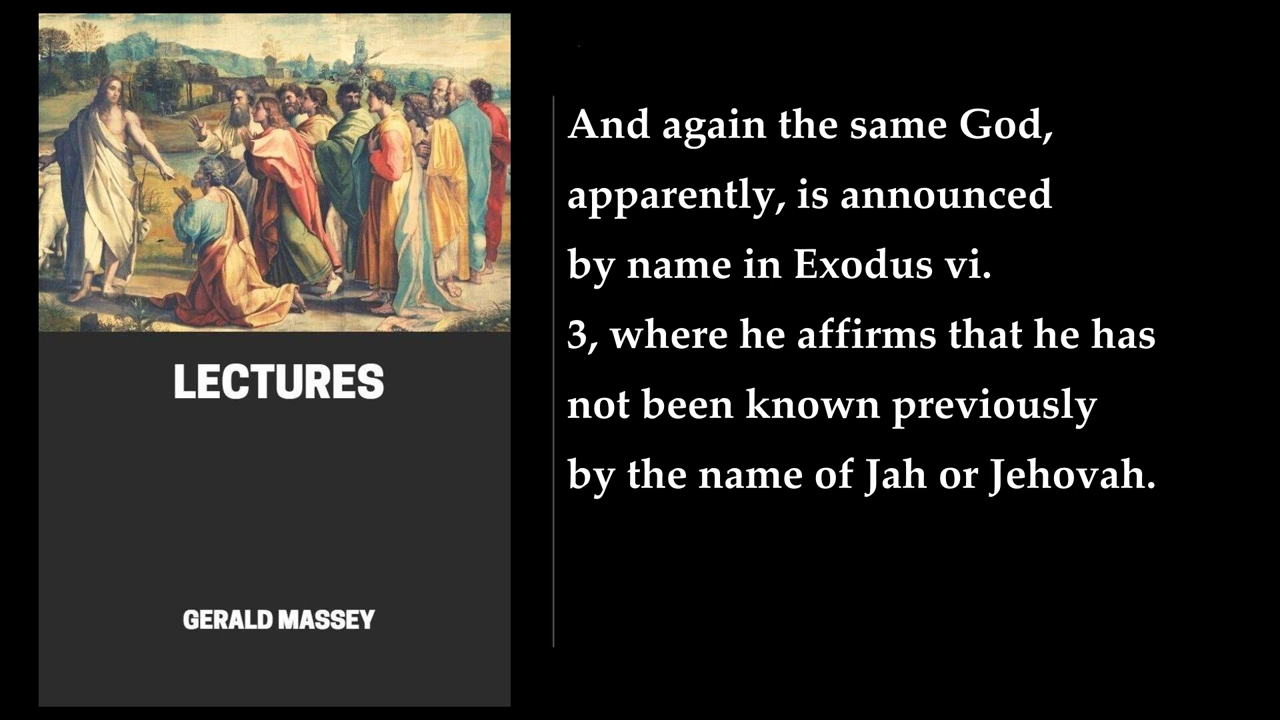 LECTURES
GERALD MASSEY
And again the same God,
apparently, is announced
by name in Exodus vi.
3, where he affirms that he has
not been known previously
by the name of Jah or Jehovah.